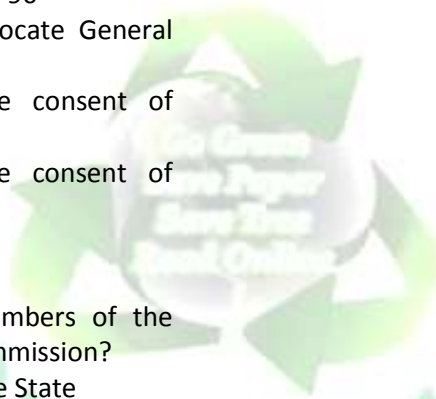 ocate General
e consent of
e consent of
Go Green
Save Paper
Save Tree
Read Online
mbers of the
mmission?
e State